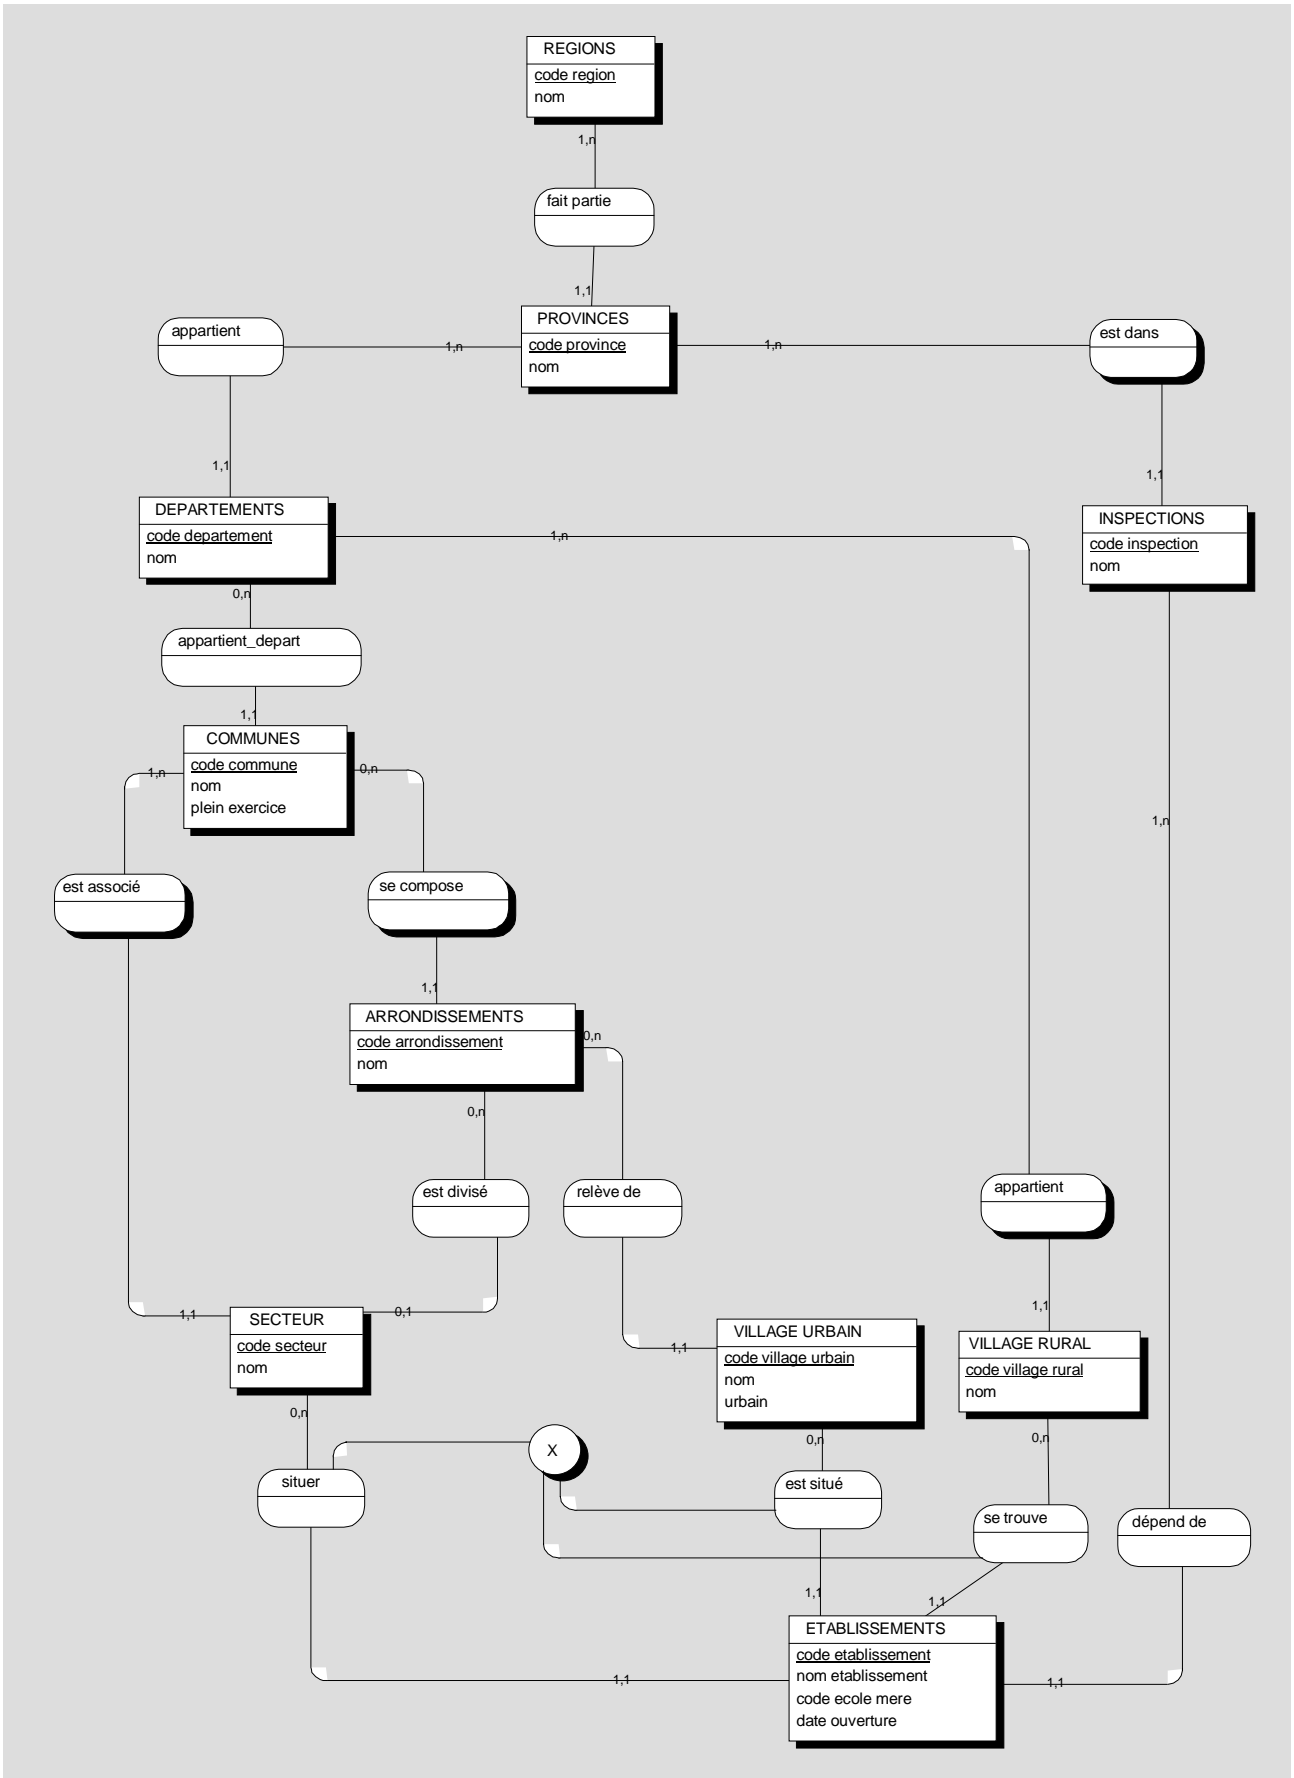 REGIONS
code region
nom
1,n
fait partie
1,1
PROVINCES
code province
nom
appartient
1,n
1,n
est dans
1,1
1,1
DEPARTEMENTS
code departement
nom
1,n
INSPECTIONS
code inspection
nom
0,n
appartient_depart
1,1
COMMUNES
code commune
nom
plein exercice
1,n
0,n
1,n
est associé
se compose
1,1
ARRONDISSEMENTS
code arrondissement
nom
0,n
0,n
est divisé
relève de
appartient
1,1
1,1
0,1
SECTEUR
code secteur
nom
1,1
VILLAGE URBAIN
code village urbain
nom
urbain
VILLAGE RURAL
code village rural
nom
0,n
0,n
0,n
X
situer
est situé
se trouve
dépend de
1,1
1,1
ETABLISSEMENTS
code etablissement
nom etablissement
code ecole mere
date ouverture
1,1
1,1